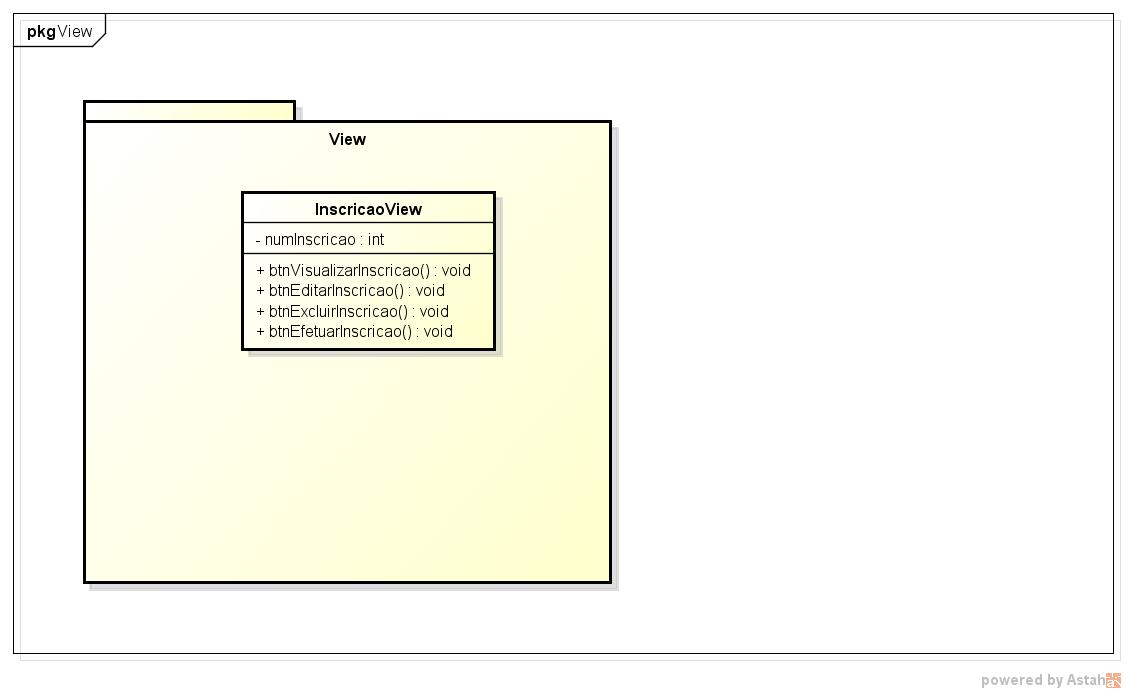 pkg View
View
InscricaoView
- numInscricao : int
+ btnVisualizarInscricao() : void
+ btnEditarInscricao() : void
+ btnExcluirInscricao() : void
+ btnEfetuarInscricao() : void
powered by Astah